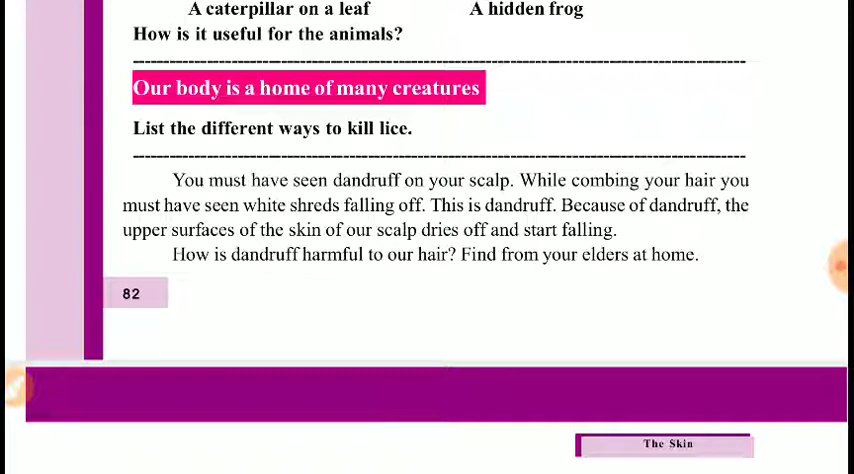 A caterpillar on a leaf
A hidden frog
How is it useful for the animals?
Our body is a home of many creatures
List the different ways to kill lice.
You must have seen dandruff on your scalp. While combing your hair you
must have seen white shreds falling off. This is dandruff. Because of dandruff, the
upper surfaces of the skin of our scalp dries off and start falling.
How is dandruff harmful to our hair? Find from your elders at home.
82
The Skin